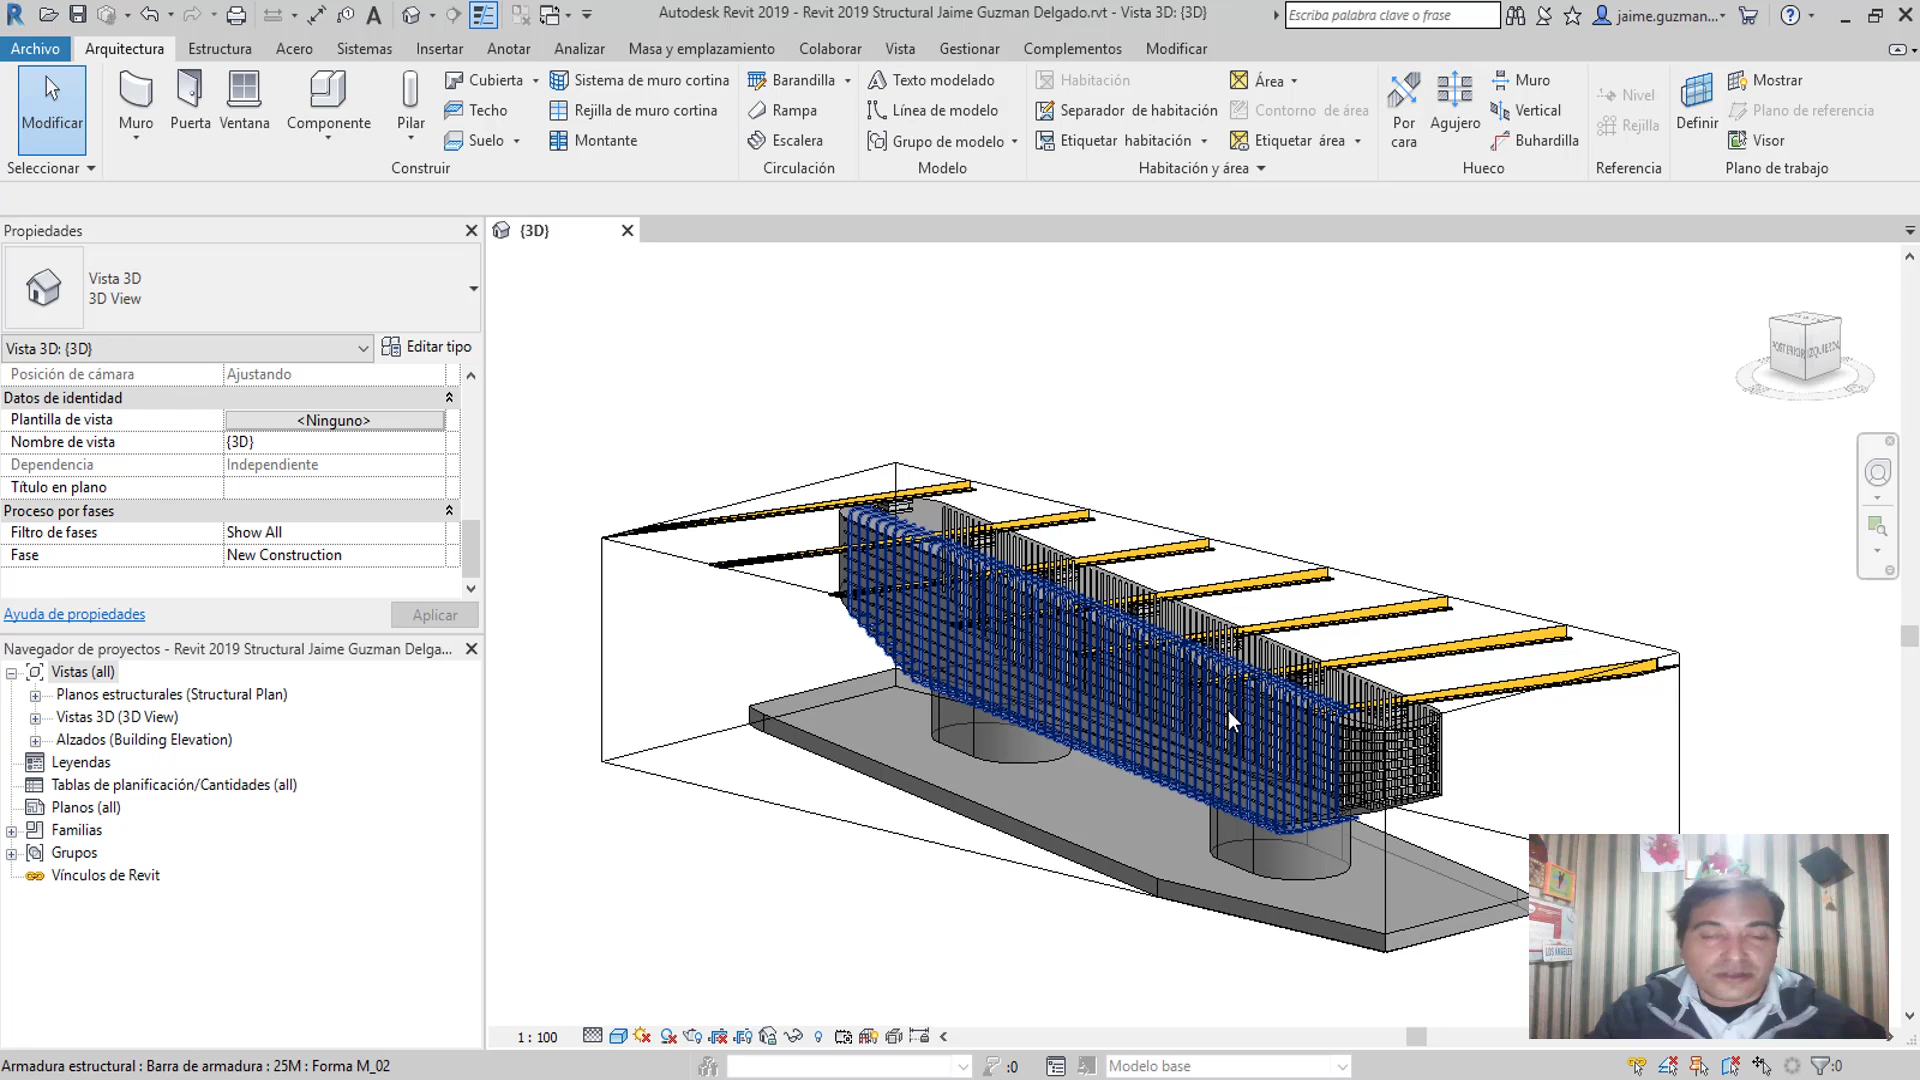 Autodesk Revit 2019 - Revit 2019 Structural Jaime Guzman Delgado.rvt - Vista 3D: {3D}
Escriba palabra clave o frase
jaime.guzman...
Archivo Arquitectura Estructura Acero Sistemas Insertar Anotar Analizar Masa y emplazamiento Colaborar Vista Gestionar Complementos Modificar
Modificar Muro Puerta Ventana Componente Pilar
Cubierta Sistema de muro cortina Barandilla Texto modelado Habitación Área Muro Nivel Mostrar
Techo Rejilla de muro cortina Rampa Línea de modelo Separador de habitación Contorno de área Vertical Rejilla Plano de referencia
Suelo Montante Escalera Grupo de modelo Etiquetar habitación Etiquetar área Buhardilla Visor
Por cara Agujero Definir
Seleccionar Construir Circulación Modelo Habitación y área Hueco Referencia Plano de trabajo
Propiedades
{3D}
Vista 3D
3D View
Vista 3D: {3D} Editar tipo
Posición de cámara Ajustando
Datos de identidad
Plantilla de vista <Ninguno>
Nombre de vista {3D}
Dependencia Independiente
Título en plano
Proceso por fases
Filtro de fases Show All
Fase New Construction
Ayuda de propiedades Aplicar
Navegador de proyectos - Revit 2019 Structural Jaime Guzman Delga...
Vistas (all)
Planos estructurales (Structural Plan)
Vistas 3D (3D View)
Alzados (Building Elevation)
Leyendas
Tablas de planificación/Cantidades (all)
Planos (all)
Familias
Grupos
Vínculos de Revit
POSTERIOR IZQUIERDA
LOS ANGELES
1 : 100
Armadura estructural : Barra de armadura : 25M : Forma M_02
:0
Modelo base
:0